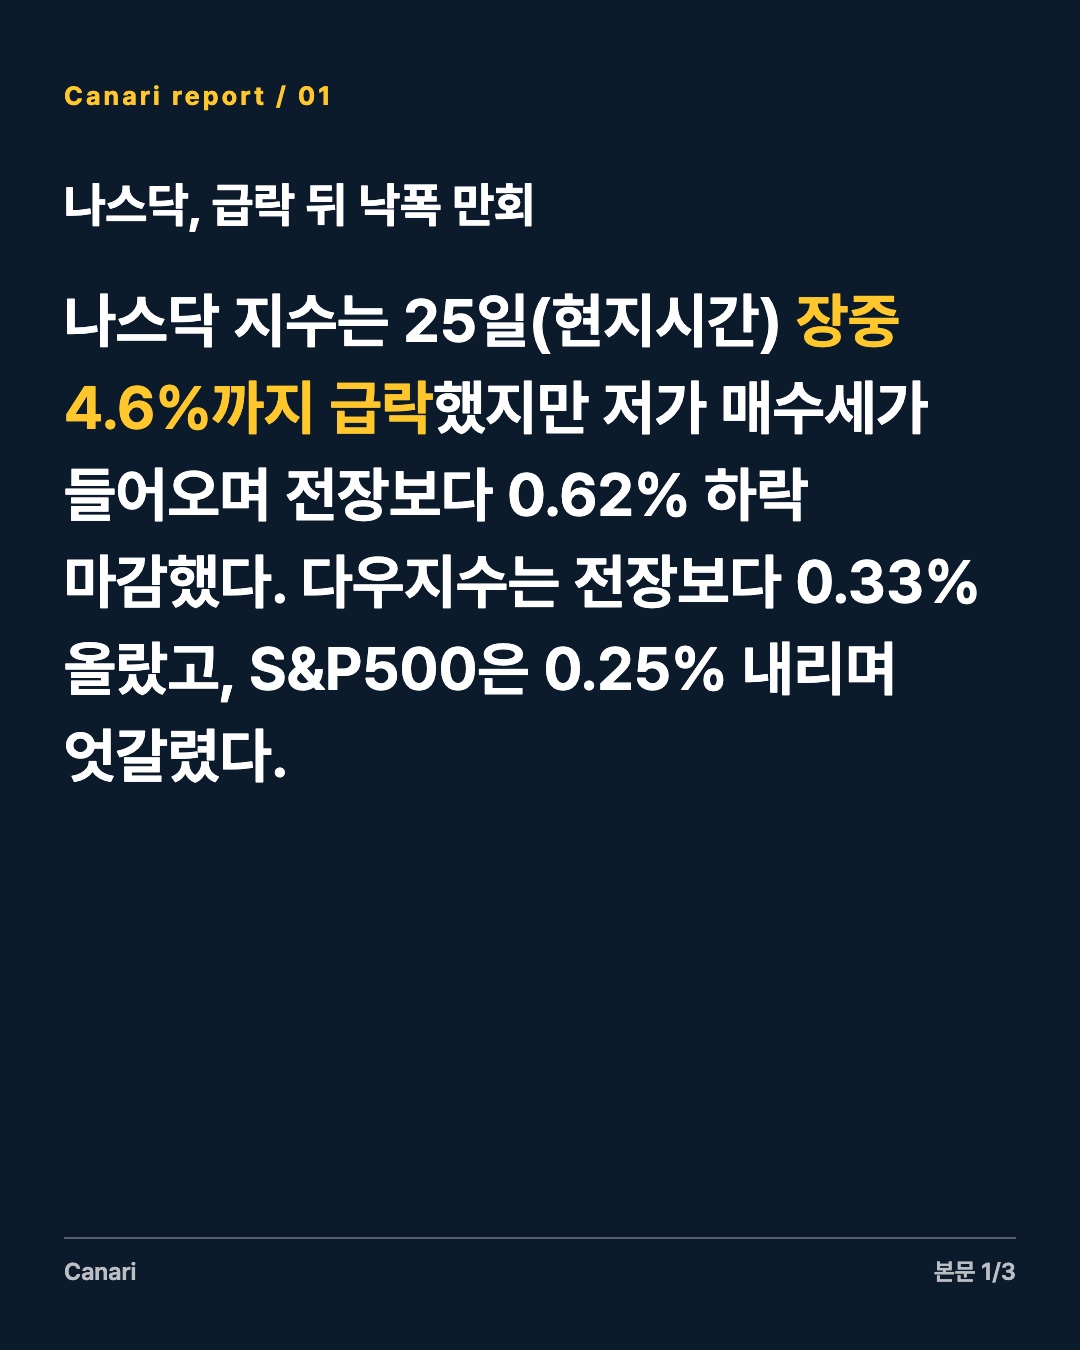 Canari report / 01
나스닥, 급락 뒤 낙폭 만회
나스닥 지수는 25일(현지시간) 장중
4.6%까지 급락했지만 저가 매수세가
들어오며 전장보다 0.62% 하락
마감했다. 다우지수는 전장보다 0.33%
올랐고, S&P500은 0.25% 내리며
엇갈렸다.
Canari
본문 1/3